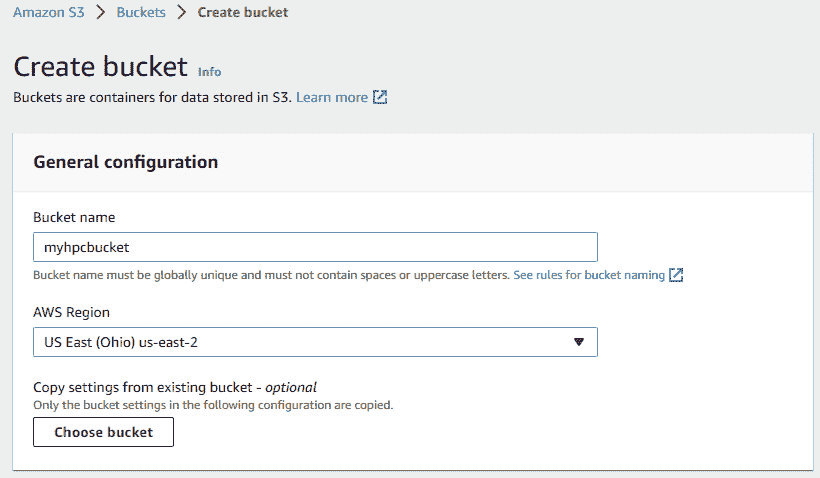 Amazon S3 > Buckets > Create bucket
Create bucket Info
Buckets are containers for data stored in S3. Learn more
General configuration
Bucket name
myhpcbucket
Bucket name must be globally unique and must not contain spaces or uppercase letters. See rules for bucket naming
AWS Region
US East (Ohio) us-east-2
Copy settings from existing bucket - optional
Only the bucket settings in the following configuration are copied.
Choose bucket